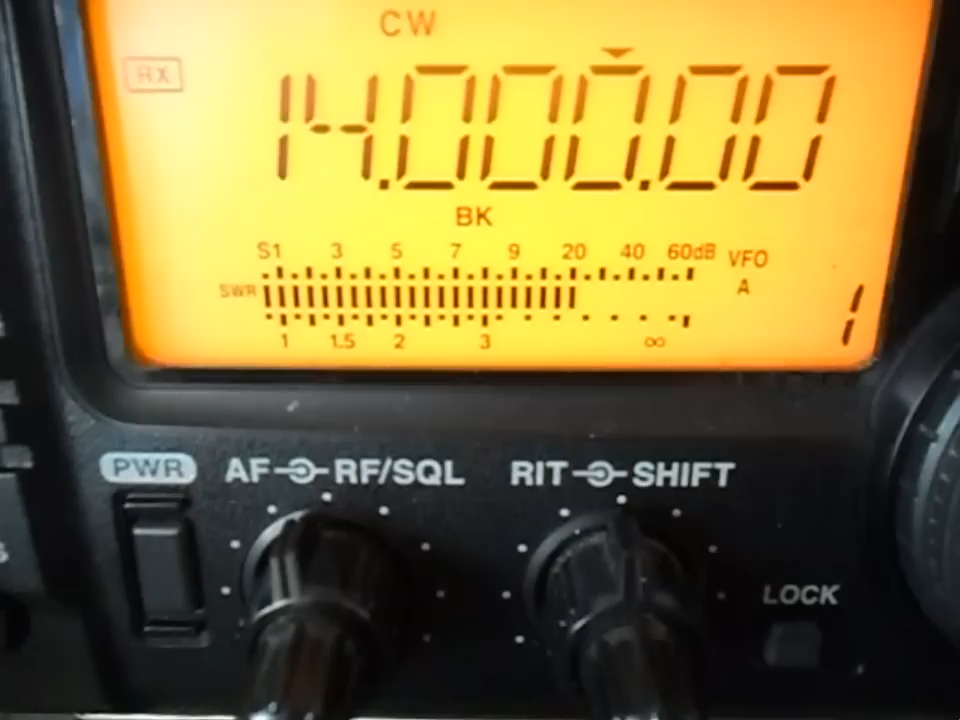 CW
RX
14.000.00
BK
S1 3 5 7 9 20 40 60dB VFO
SWR A
1
1 1.5 2 3 ∞
PWR AF RF/SQL RIT SHIFT
LOCK